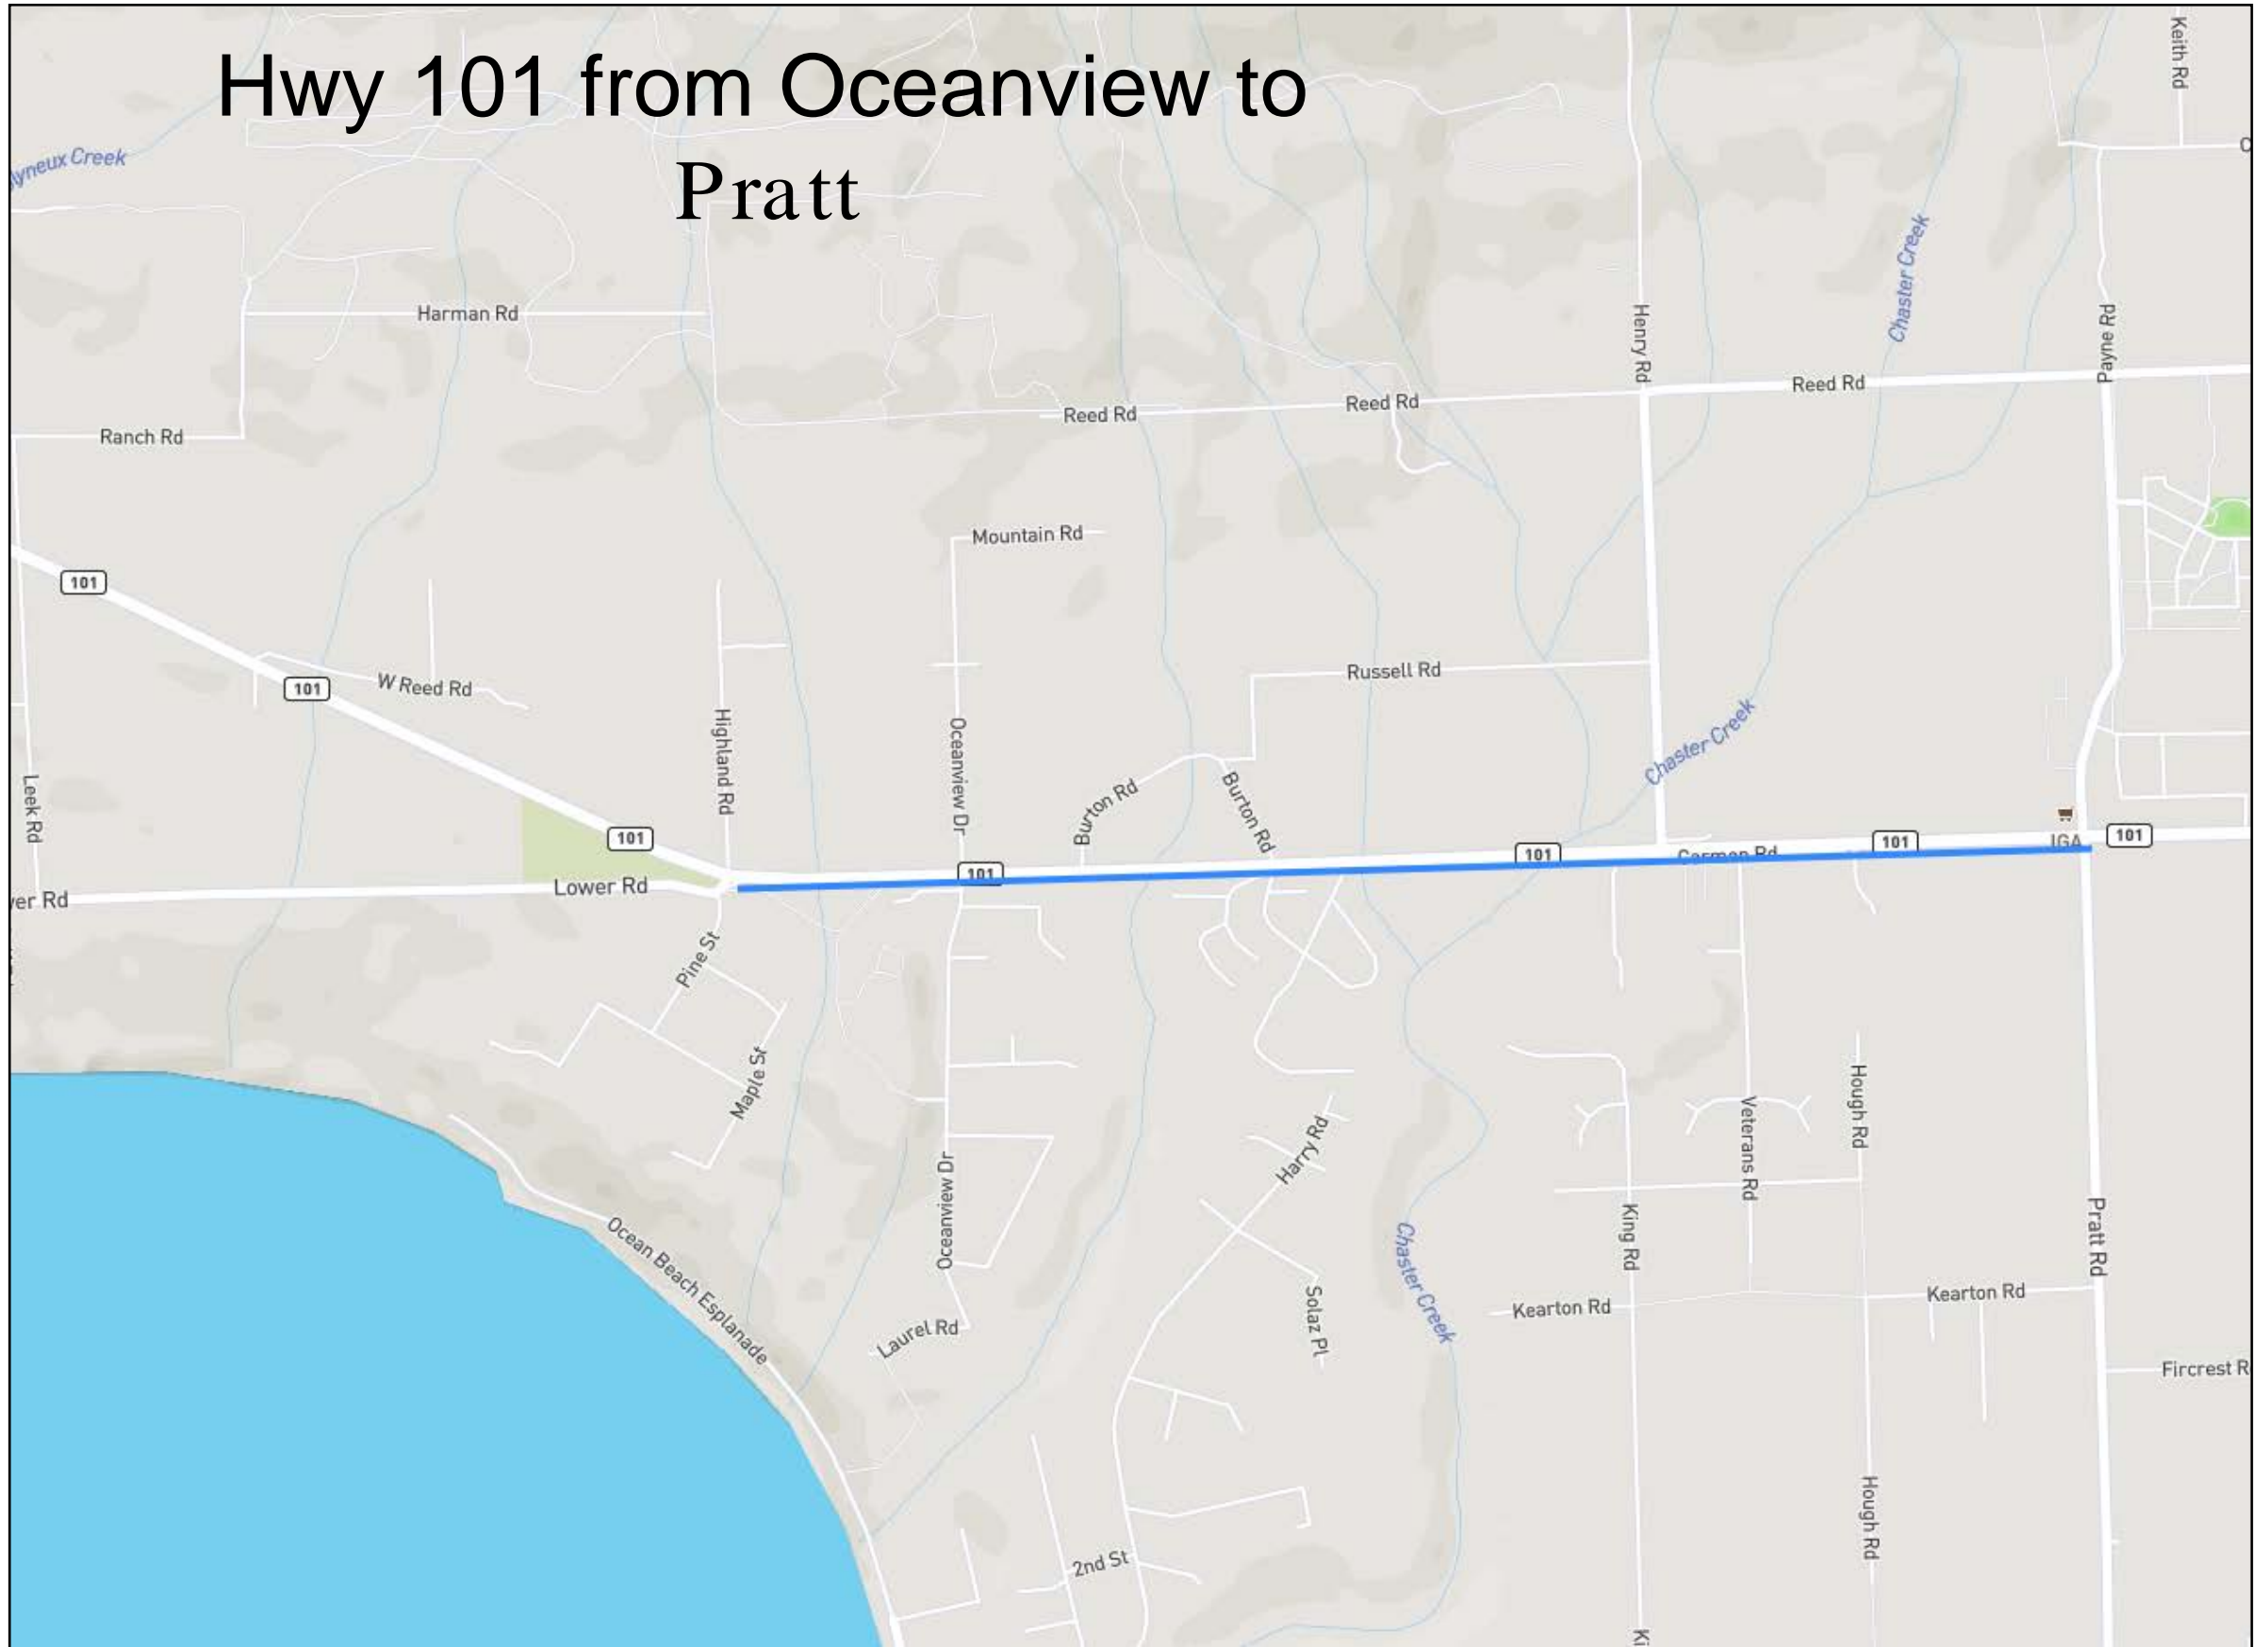 Hwy 101 from Oceanview to
Pratt
Keith Rd
Chaster Creek
Harman Rd
Henry Rd
Payne Rd
Reed Rd
Reed Rd
Reed Rd
Ranch Rd
Mountain Rd
101
Russell Rd
101
W Reed Rd
Highland Rd
Oceanview Dr
Chaster Creek
Leek Rd
Burton Rd
Burton Rd
101
101
101
101
101
IGA
Lower Rd
Pine St
Maple St
Hough Rd
Veterans Rd
Harry Rd
Oceanview Dr
King Rd
Pratt Rd
Ocean Beach Esplanade
Chaster Creek
Solaz Pl
Kearton Rd
Kearton Rd
Laurel Rd
Fircrest R
Hough Rd
2nd St
Ki